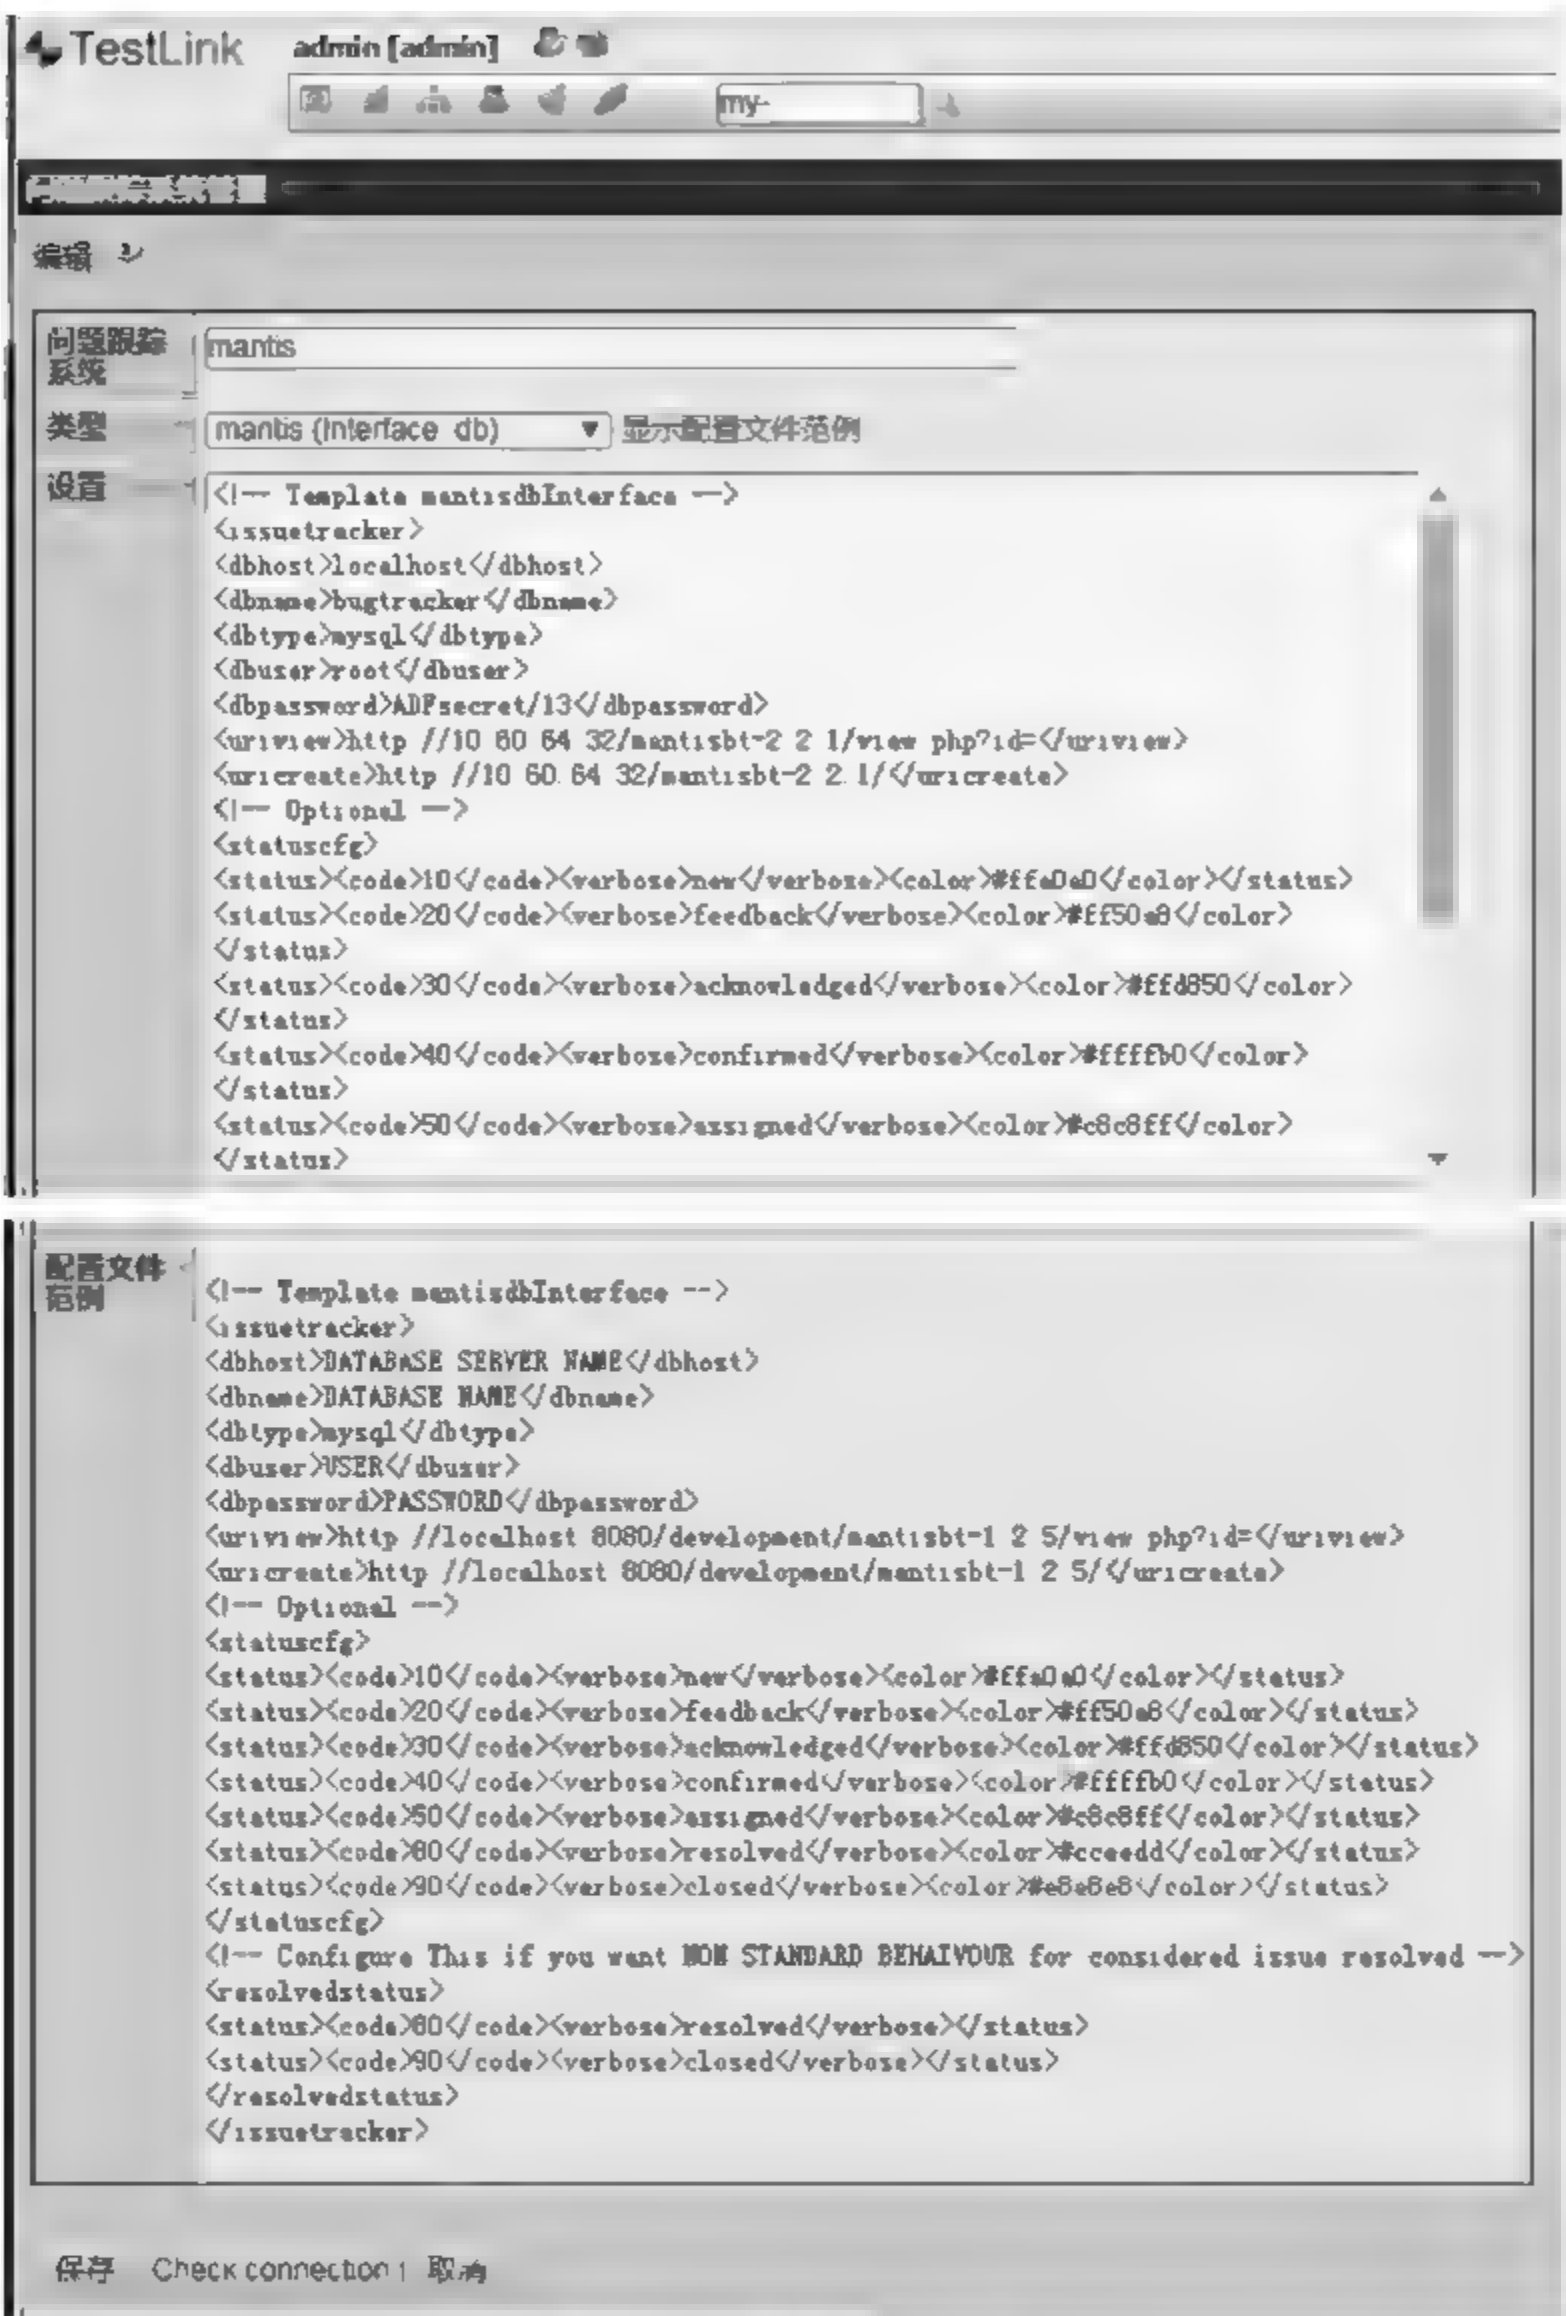 TestLink admin [admin]
my-
编辑
问题跟踪
系统
mantis
类型
mantis (Interface db) 显示配置文件范例
设置
<!-- Template mantisdbInterface -->
<issuetracker>
<dbhost>localhost</dbhost>
<dbname>bugtracker</dbname>
<dbtype>mysql</dbtype>
<dbuser>root</dbuser>
<dbpassword>ADPsecret/13</dbpassword>
<uriview>http //10 60 64 32/mantisbt-2 2 1/view php?id=</uriview>
<uricreate>http //10 60.64 32/mantisbt-2 2.1/</uricreate>
<!-- Optional -->
<statuscfg>
<status><code>10</code><verbose>new</verbose><color>#ffa0a0</color></status>
<status><code>20</code><verbose>feedback</verbose><color>#ff50a8</color>
</status>
<status><code>30</code><verbose>acknowledged</verbose><color>#ffd850</color>
</status>
<status><code>40</code><verbose>confirmed</verbose><color>#ffffb0</color>
</status>
<status><code>50</code><verbose>assigned</verbose><color>#c8c8ff</color>
</status>
配置文件
范例
<!-- Template mantisdbInterface -->
<issuetracker>
<dbhost>DATABASE SERVER NAME</dbhost>
<dbname>DATABASE NAME</dbname>
<dbtype>mysql</dbtype>
<dbuser>USER</dbuser>
<dbpassword>PASSWORD</dbpassword>
<uriview>http //localhost 8080/development/mantisbt-1 2 5/view php?id=</uriview>
<uricreate>http //localhost 8080/development/mantisbt-1 2 5/</uricreate>
<!-- Optional -->
<statuscfg>
<status><code>10</code><verbose>new</verbose><color>#ffa0a0</color></status>
<status><code>20</code><verbose>feedback</verbose><color>#ff50a8</color></status>
<status><code>30</code><verbose>acknowledged</verbose><color>#ffd850</color></status>
<status><code>40</code><verbose>confirmed</verbose><color>#ffffb0</color></status>
<status><code>50</code><verbose>assigned</verbose><color>#c8c8ff</color></status>
<status><code>80</code><verbose>resolved</verbose><color>#cceedd</color></status>
<status><code>90</code><verbose>closed</verbose><color>#e8e8e8</color></status>
</statuscfg>
<!-- Configure This if you want NON STANDARD BEHAIVOUR for considered issue resolved -->
<resolvedstatus>
<status><code>80</code><verbose>resolved</verbose></status>
<status><code>90</code><verbose>closed</verbose></status>
</resolvedstatus>
</issuetracker>
保存 Check connection 取消